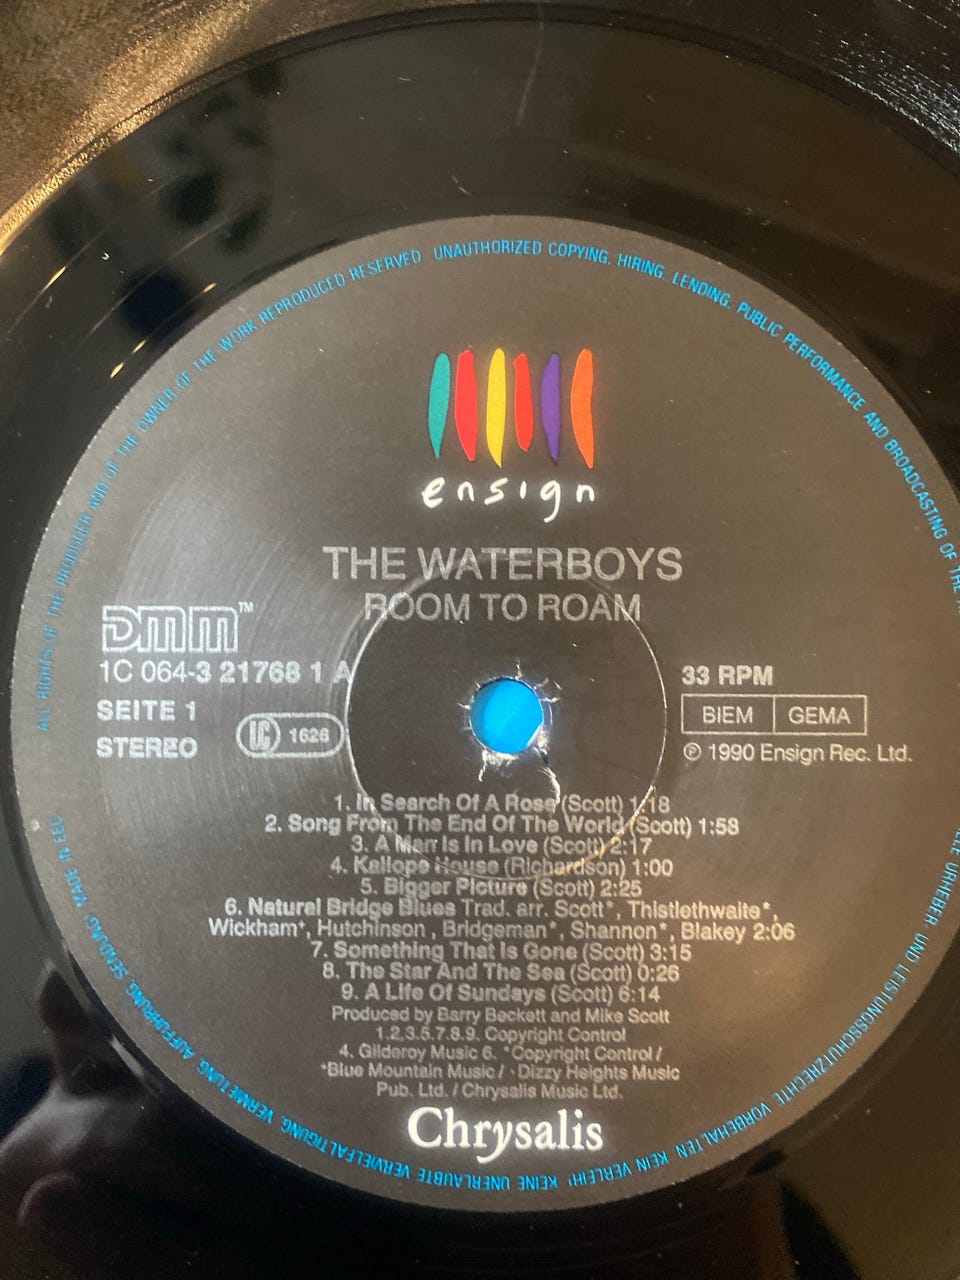 ALL RIGHTS OF THE PRODUCER AND OF THE OWNER OF THE WORK REPRODUCED RESERVED UNAUTHORIZED COPYING. HIRING. LENDING. PUBLIC PERFORMANCE AND BROADCASTING OF THE
ensign
THE WATERBOYS
ROOM TO ROAM
DMM™
1C 064-3 21768 1 A
SEITE 1
STEREO
LC 1626
33 RPM
BIEM GEMA
℗ 1990 Ensign Rec. Ltd.
1. In Search Of A Rose (Scott) 1:18
2. Song From The End Of The World (Scott) 1:58
3. A Man Is In Love (Scott) 2:17
4. Kaliope House (Richardson) 1:00
5. Bigger Picture (Scott) 2:25
6. Natural Bridge Blues Trad. arr. Scott*, Thistlethwaite*,
Wickham+, Hutchinson , Bridgeman*, Shannon*, Blakey 2:06
7. Something That Is Gone (Scott) 3:15
8. The Star And The Sea (Scott) 0:26
9. A Life Of Sundays (Scott) 6:14
Produced by Barry Beckett and Mike Scott
1.2.3.5.7.8.9. Copyright Control
4. Gilderoy Music 6. *Copyright Control /
+Blue Mountain Music / · Dizzy Heights Music
Pub. Ltd. / Chrysalis Music Ltd.
Chrysalis
URHEBER- UND LEISTUNGSSCHUTZRECHTE VORBEHALTEN KEIN VERLEIH! KEINE UNERLAUBTE VERVIELFÄLTIGUNG, VERMIETUNG, AUFFÜHRUNG, SENDUNG! MADE IN EEC